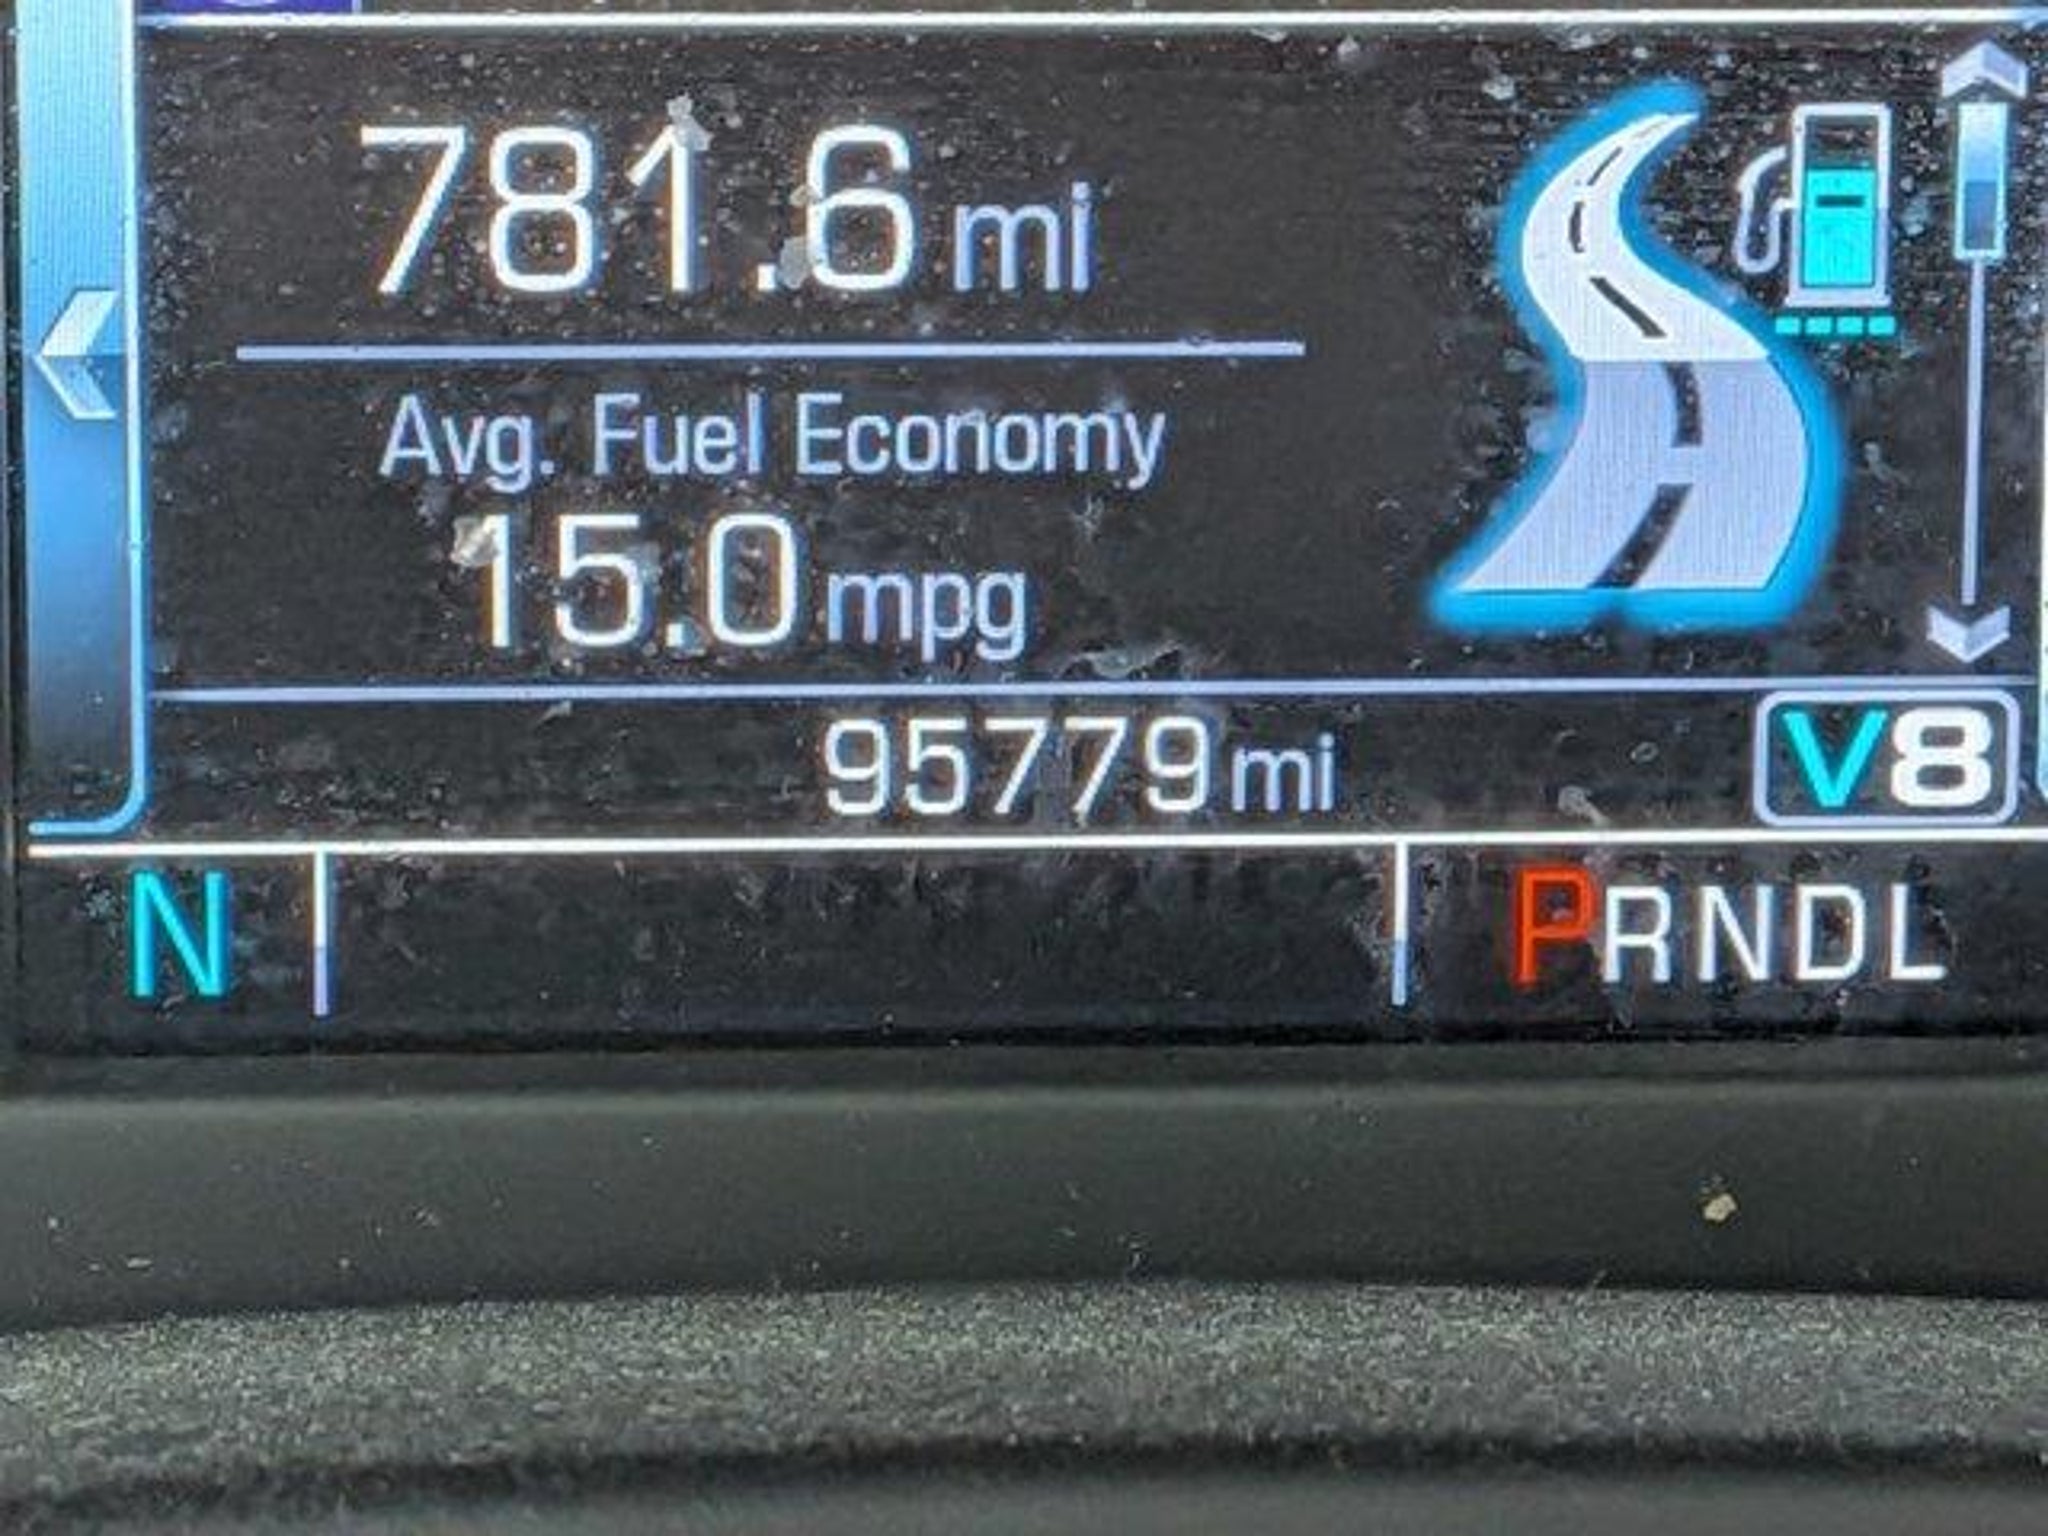 781.6 mi
Avg. Fuel Economy
15.0 mpg
95779 mi
V8
N
PRNDL